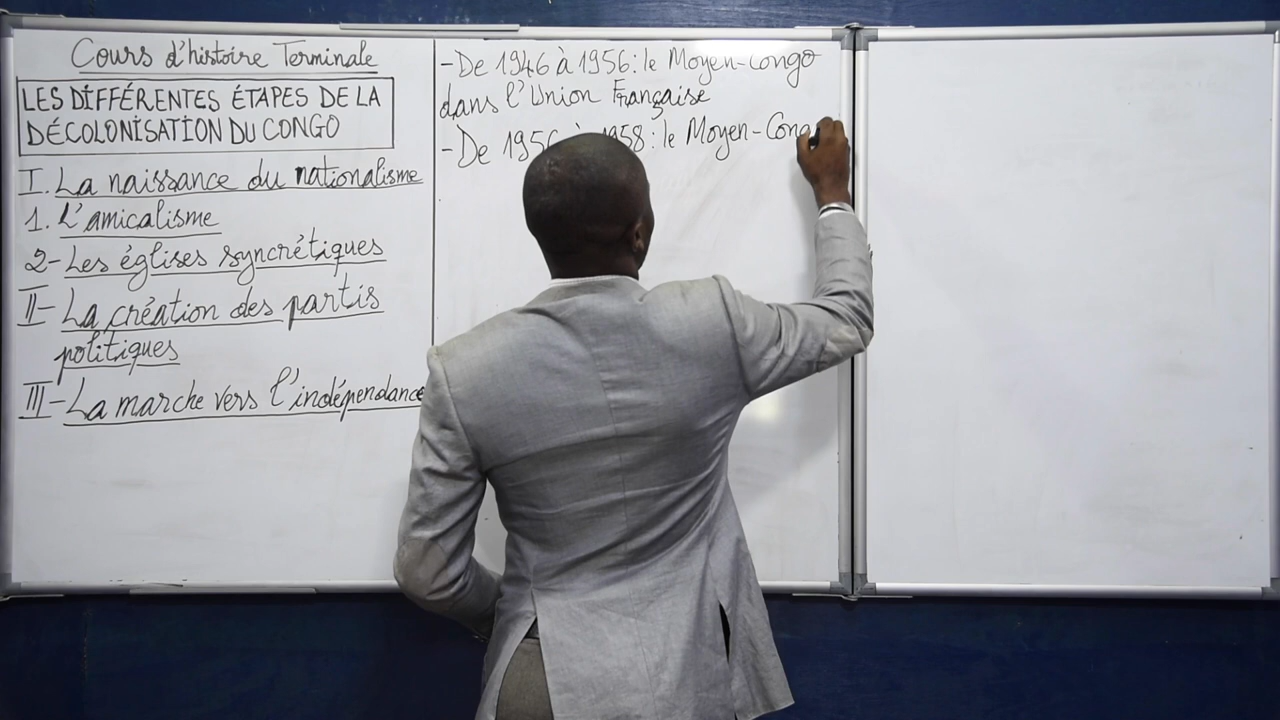 Cours d'histoire Terminale
LES DIFFÉRENTES ÉTAPES DE LA
DÉCOLONISATION DU CONGO
I. La naissance du nationalisme
1. L'amicalisme
2- Les églises syncrétiques
II- La création des partis
politiques
III- La marche vers l'indépendance
- De 1946 à 1956: le Moyen-Congo
dans l'Union Française
- De 1956 1958: le Moyen-Cong